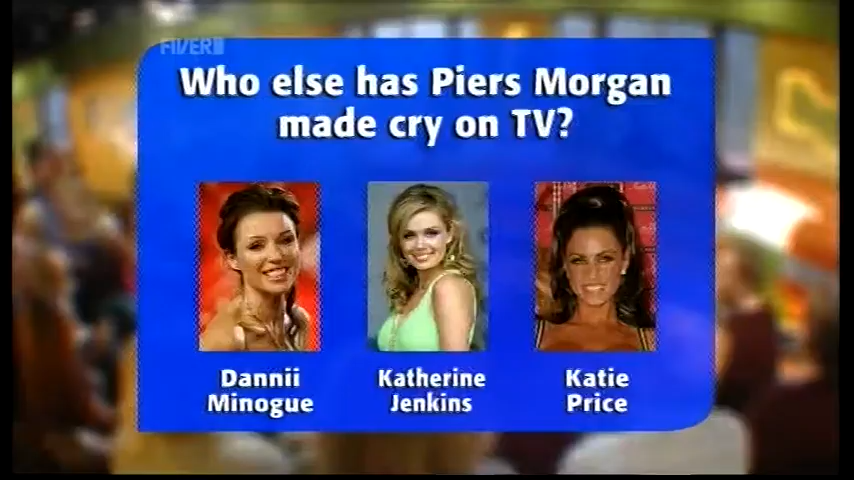 FIVER
Who else has Piers Morgan
made cry on TV?
Dannii
Minogue
Katherine
Jenkins
Katie
Price